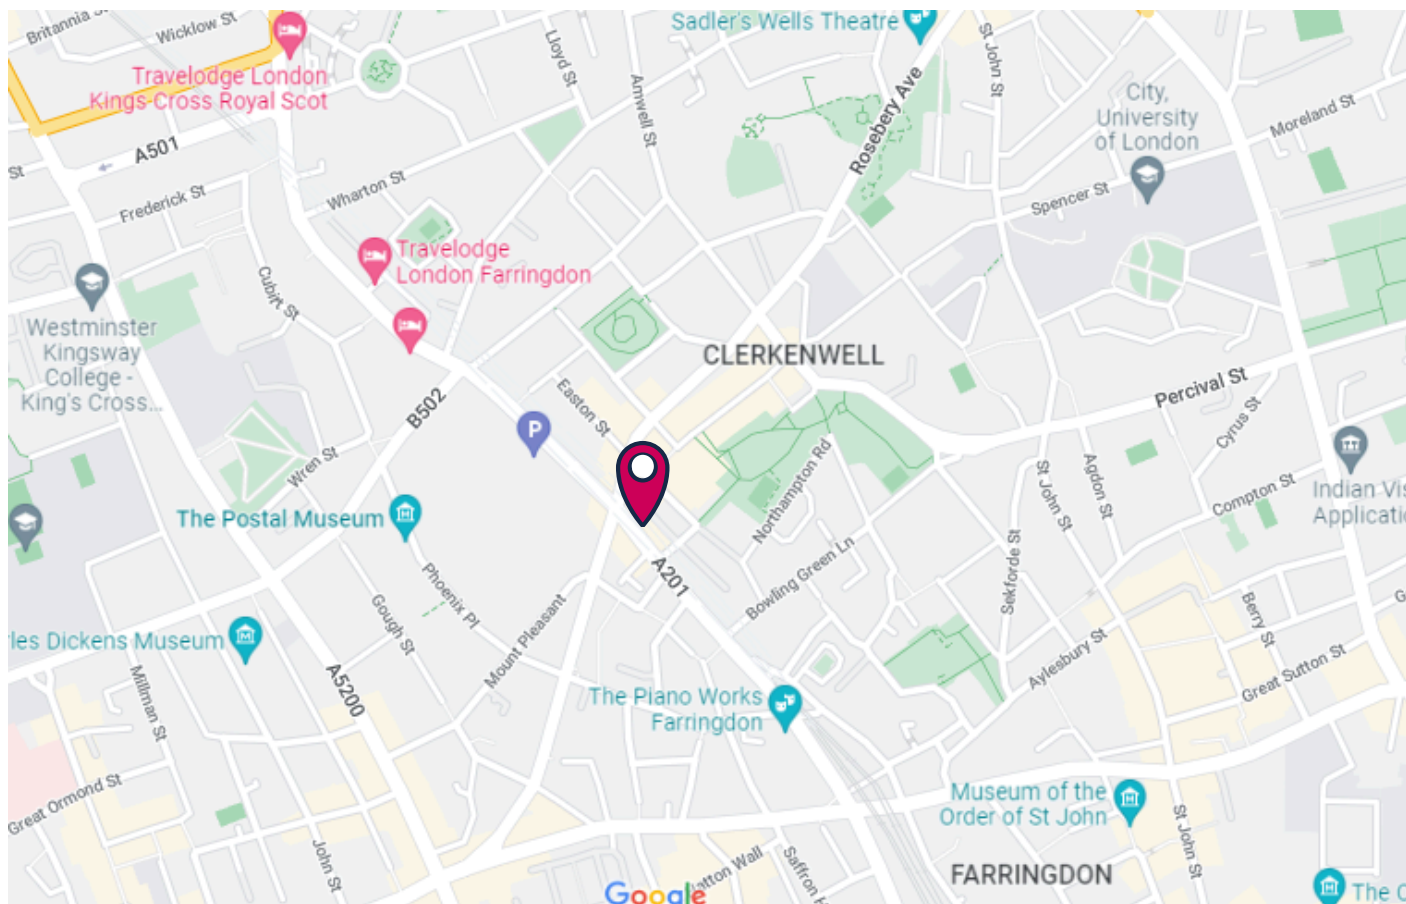 Britannia S
Wicklow St
Sadler's Wells Theatre
Lloyd St
Amwell St
St John St
Travelodge London
Kings-Cross Royal Scot
Rosebery Ave
City,
University
of London
Moreland St
A501
St
Frederick St
Wharton St
Spencer St
Travelodge
London Farringdon
Cubitt St
Westminster
Kingsway
College -
King's Cross...
CLERKENWELL
Percival St
B502
Easton St
P
Cyrus St
Wren St
Northampton Rd
St John St
Agdon St
Compton St
Indian Vis
Applicati
The Postal Museum
A201
Bowling Green Ln
Sekforde St
Phoenix Pl
Gough St
Mount Pleasant
Berry St
G
les Dickens Museum
M
Millman St
A5200
Aylesbury St
Great Sutton St
The Piano Works
Farringdon
Great Ormond St
Museum of the
Order of St John
St John St
John St
atton Wall
Saffron H
FARRINGDON
Google
The C